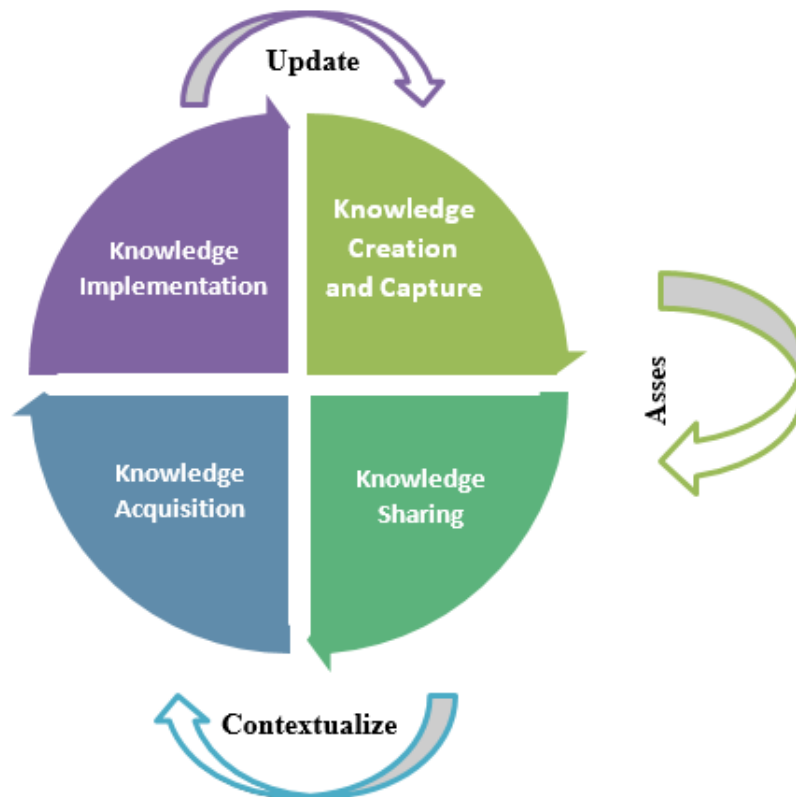 Update
Knowledge
Implementation
Knowledge
Creation
and Capture
Asses
Knowledge
Acquisition
Knowledge
Sharing
Contextualize